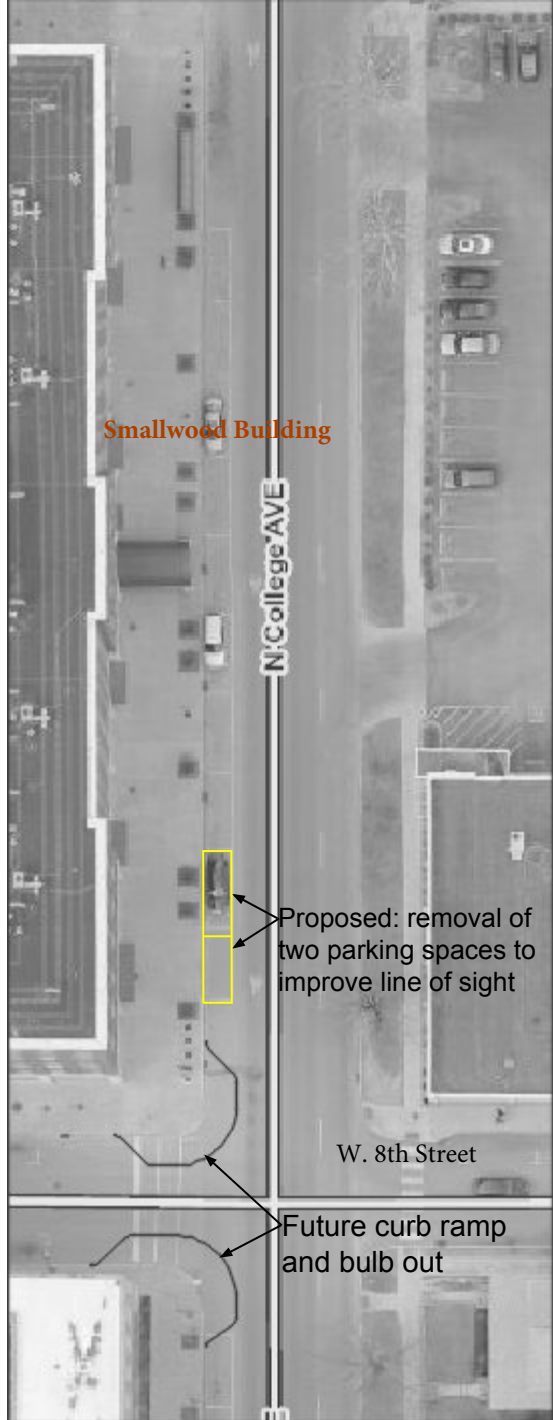 Smallwood Building
N College AVE
Proposed: removal of
two parking spaces to
improve line of sight
W. 8th Street
Future curb ramp
and bulb out